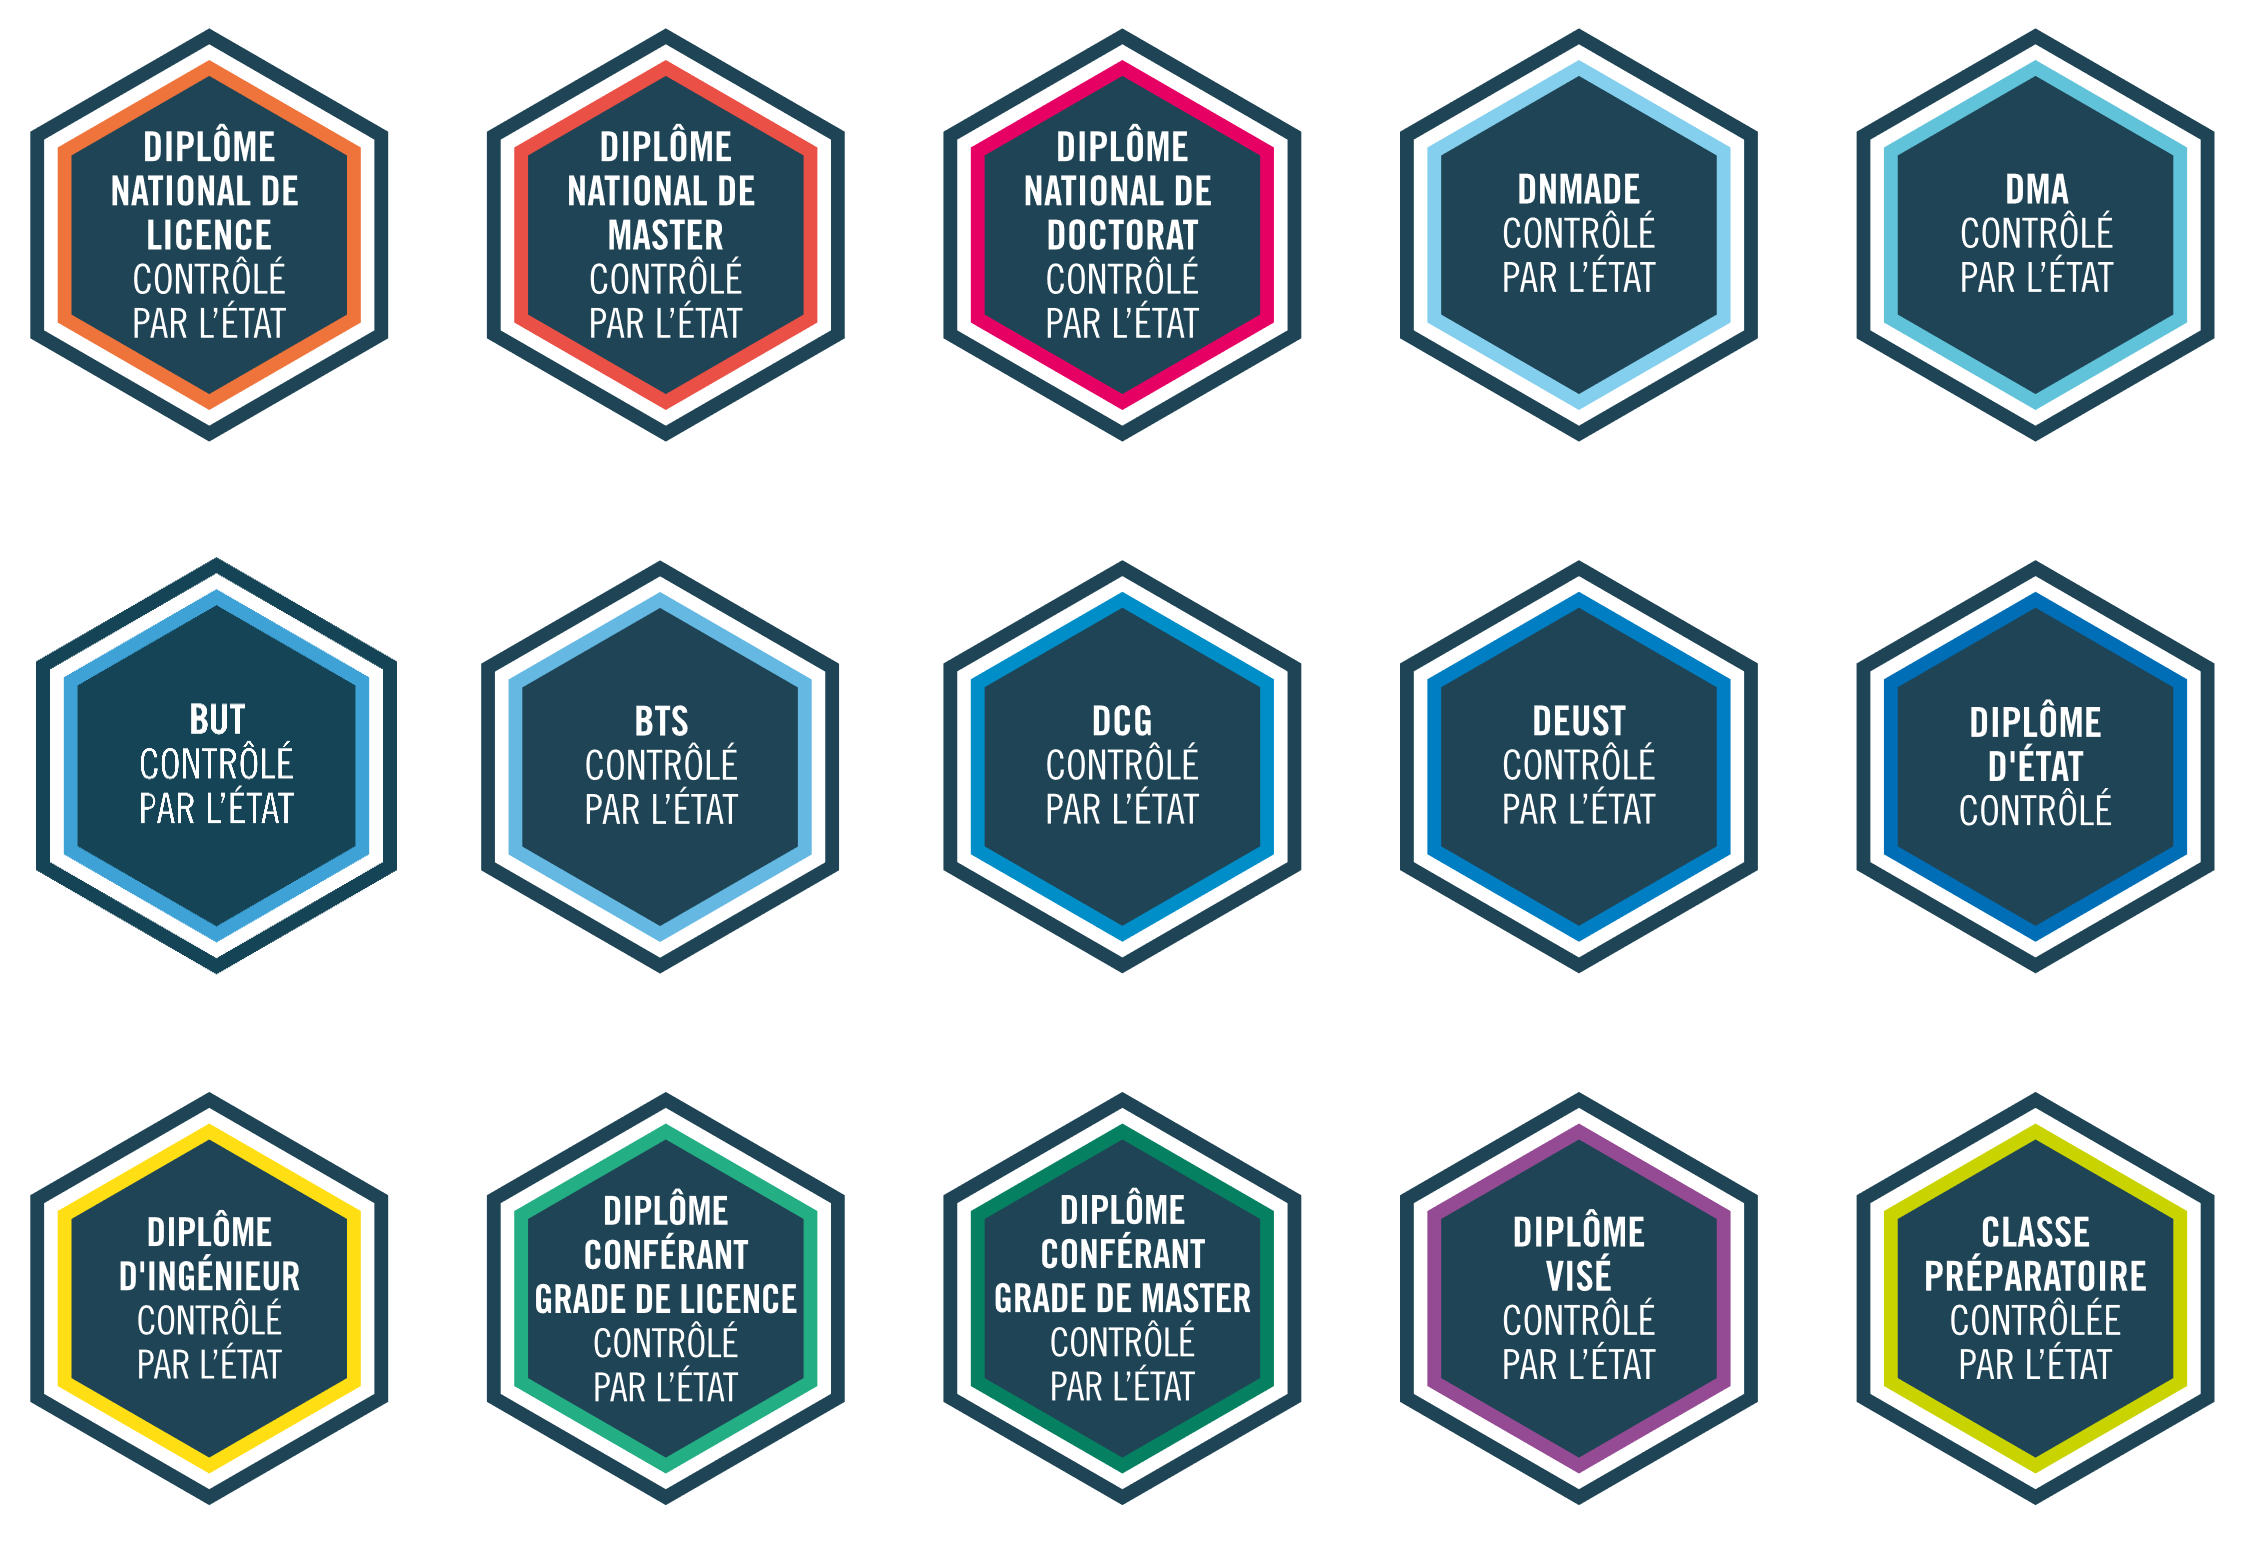 DIPLÔME
NATIONAL DE
LICENCE
CONTRÔLÉ
PAR L’ÉTAT
DIPLÔME
NATIONAL DE
MASTER
CONTRÔLÉ
PAR L’ÉTAT
DIPLÔME
NATIONAL DE
DOCTORAT
CONTRÔLÉ
PAR L’ÉTAT
DNMADE
CONTRÔLÉ
PAR L’ÉTAT
DMA
CONTRÔLÉ
PAR L’ÉTAT
BUT
CONTRÔLÉ
PAR L’ÉTAT
BTS
CONTRÔLÉ
PAR L’ÉTAT
DCG
CONTRÔLÉ
PAR L’ÉTAT
DEUST
CONTRÔLÉ
PAR L’ÉTAT
DIPLÔME
D'ÉTAT
CONTRÔLÉ
DIPLÔME
D'INGÉNIEUR
CONTRÔLÉ
PAR L’ÉTAT
DIPLÔME
CONFÉRANT
GRADE DE LICENCE
CONTRÔLÉ
PAR L’ÉTAT
DIPLÔME
CONFÉRANT
GRADE DE MASTER
CONTRÔLÉ
PAR L’ÉTAT
DIPLÔME
VISÉ
CONTRÔLÉ
PAR L’ÉTAT
CLASSE
PRÉPARATOIRE
CONTRÔLÉE
PAR L’ÉTAT